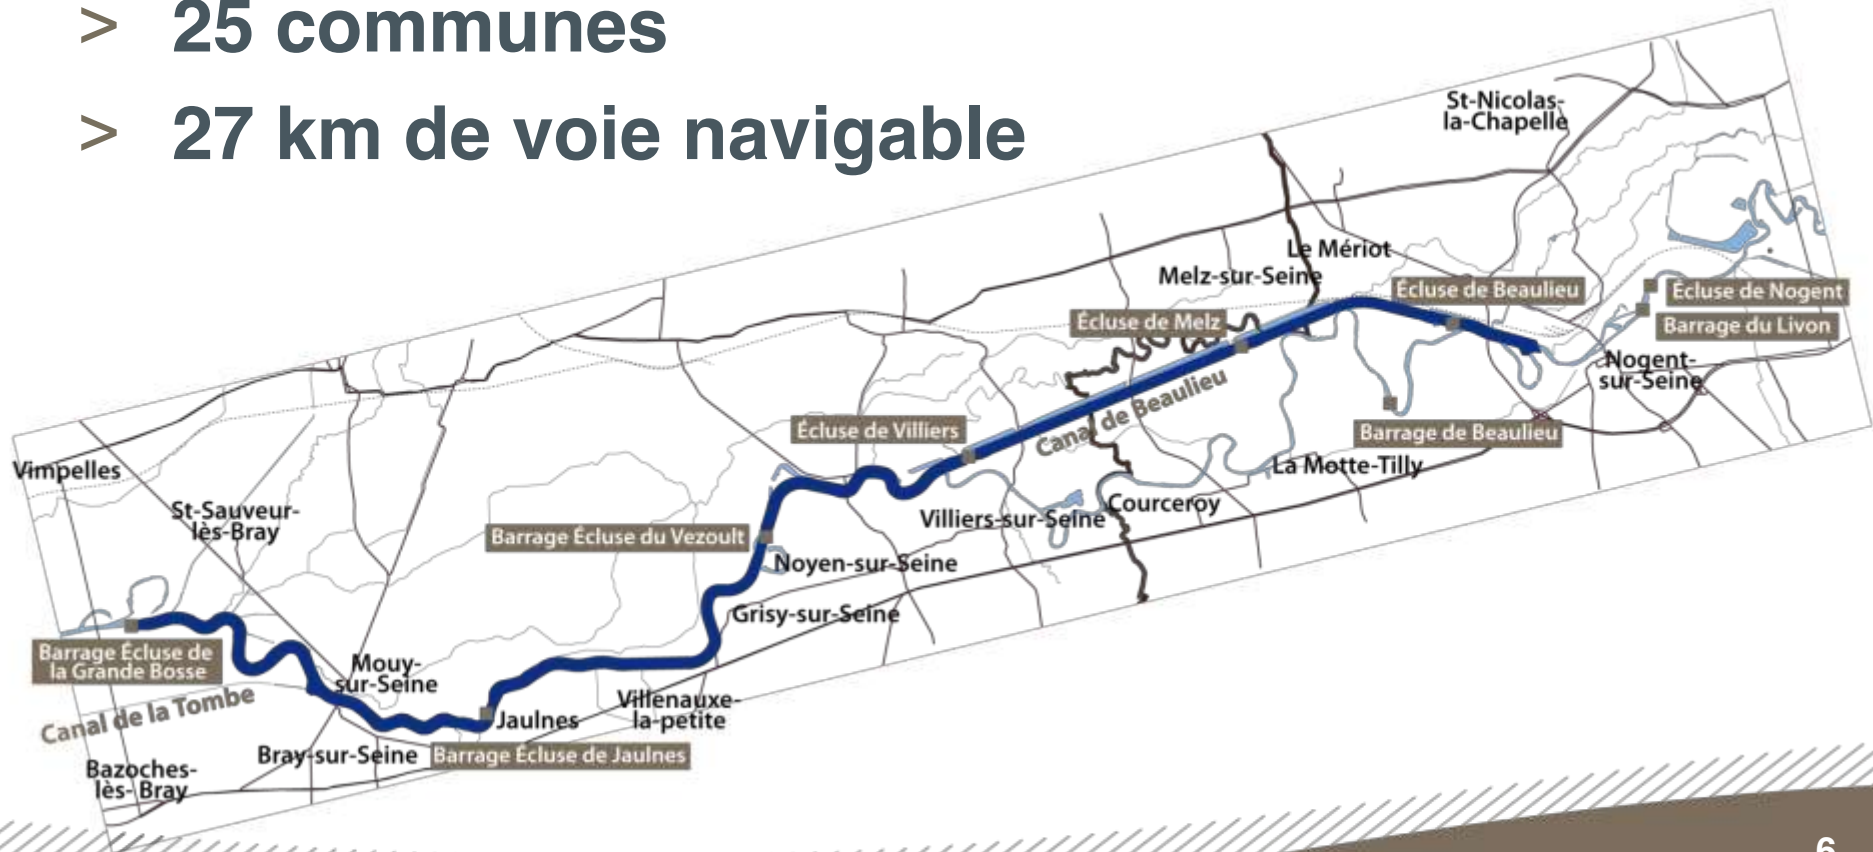 > 25 communes
> 27 km de voie navigable
St-Nicolas-
la-Chapelle
Le Mériot
Melz-sur-Seine
Écluse de Beaulieu
Écluse de Nogent
Écluse de Melz
Barrage du Livon
Nogent-
sur-Seine
Canal de Beaulieu
Écluse de Villiers
Barrage de Beaulieu
La Motte-Tilly
Vimpelles
St-Sauveur-
lès-Bray
Courceroy
Villiers-sur-Seine
Barrage Écluse du Vezoult
Noyen-sur-Seine
Grisy-sur-Seine
Barrage Écluse de
la Grande Bosse
Mouy-
sur-Seine
Canal de la Tombe
Villenauxe-
la-petite
Jaulnes
Bray-sur-Seine
Barrage Écluse de Jaulnes
Bazoches-
lès- Bray
6